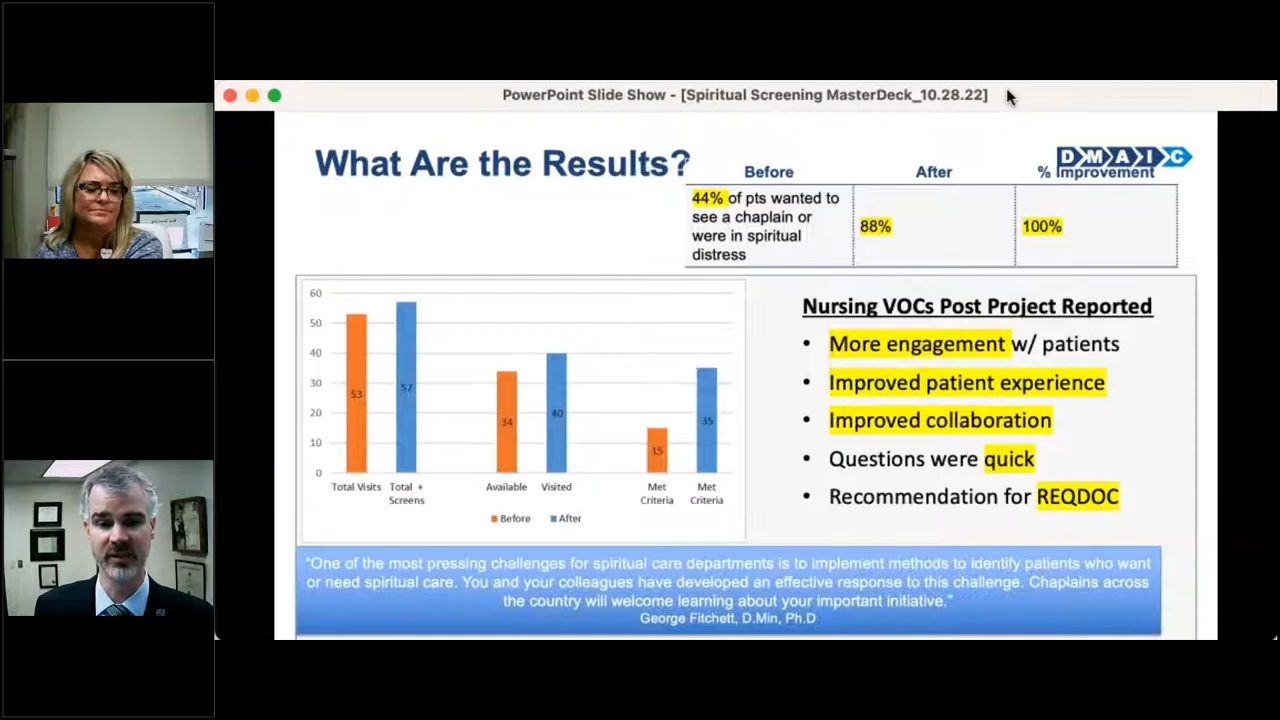 PowerPoint Slide Show - [Spiritual Screening MasterDeck_10.28.22]
What Are the Results?
DMAIC
Before After % Improvement
44% of pts wanted to
see a chaplain or
were in spiritual
distress
88%
100%
60
50
40
30
20
10
0
53
57
34
40
15
35
Total Visits
Total +
Screens
Available
Visited
Met
Criteria
Met
Criteria
Before After
Nursing VOCs Post Project Reported
• More engagement w/ patients
• Improved patient experience
• Improved collaboration
• Questions were quick
• Recommendation for REQDOC
"One of the most pressing challenges for spiritual care departments is to implement methods to identify patients who want
or need spiritual care. You and your colleagues have developed an effective response to this challenge. Chaplains across
the country will welcome learning about your important initiative."
George Fitchett, D.Min, Ph.D